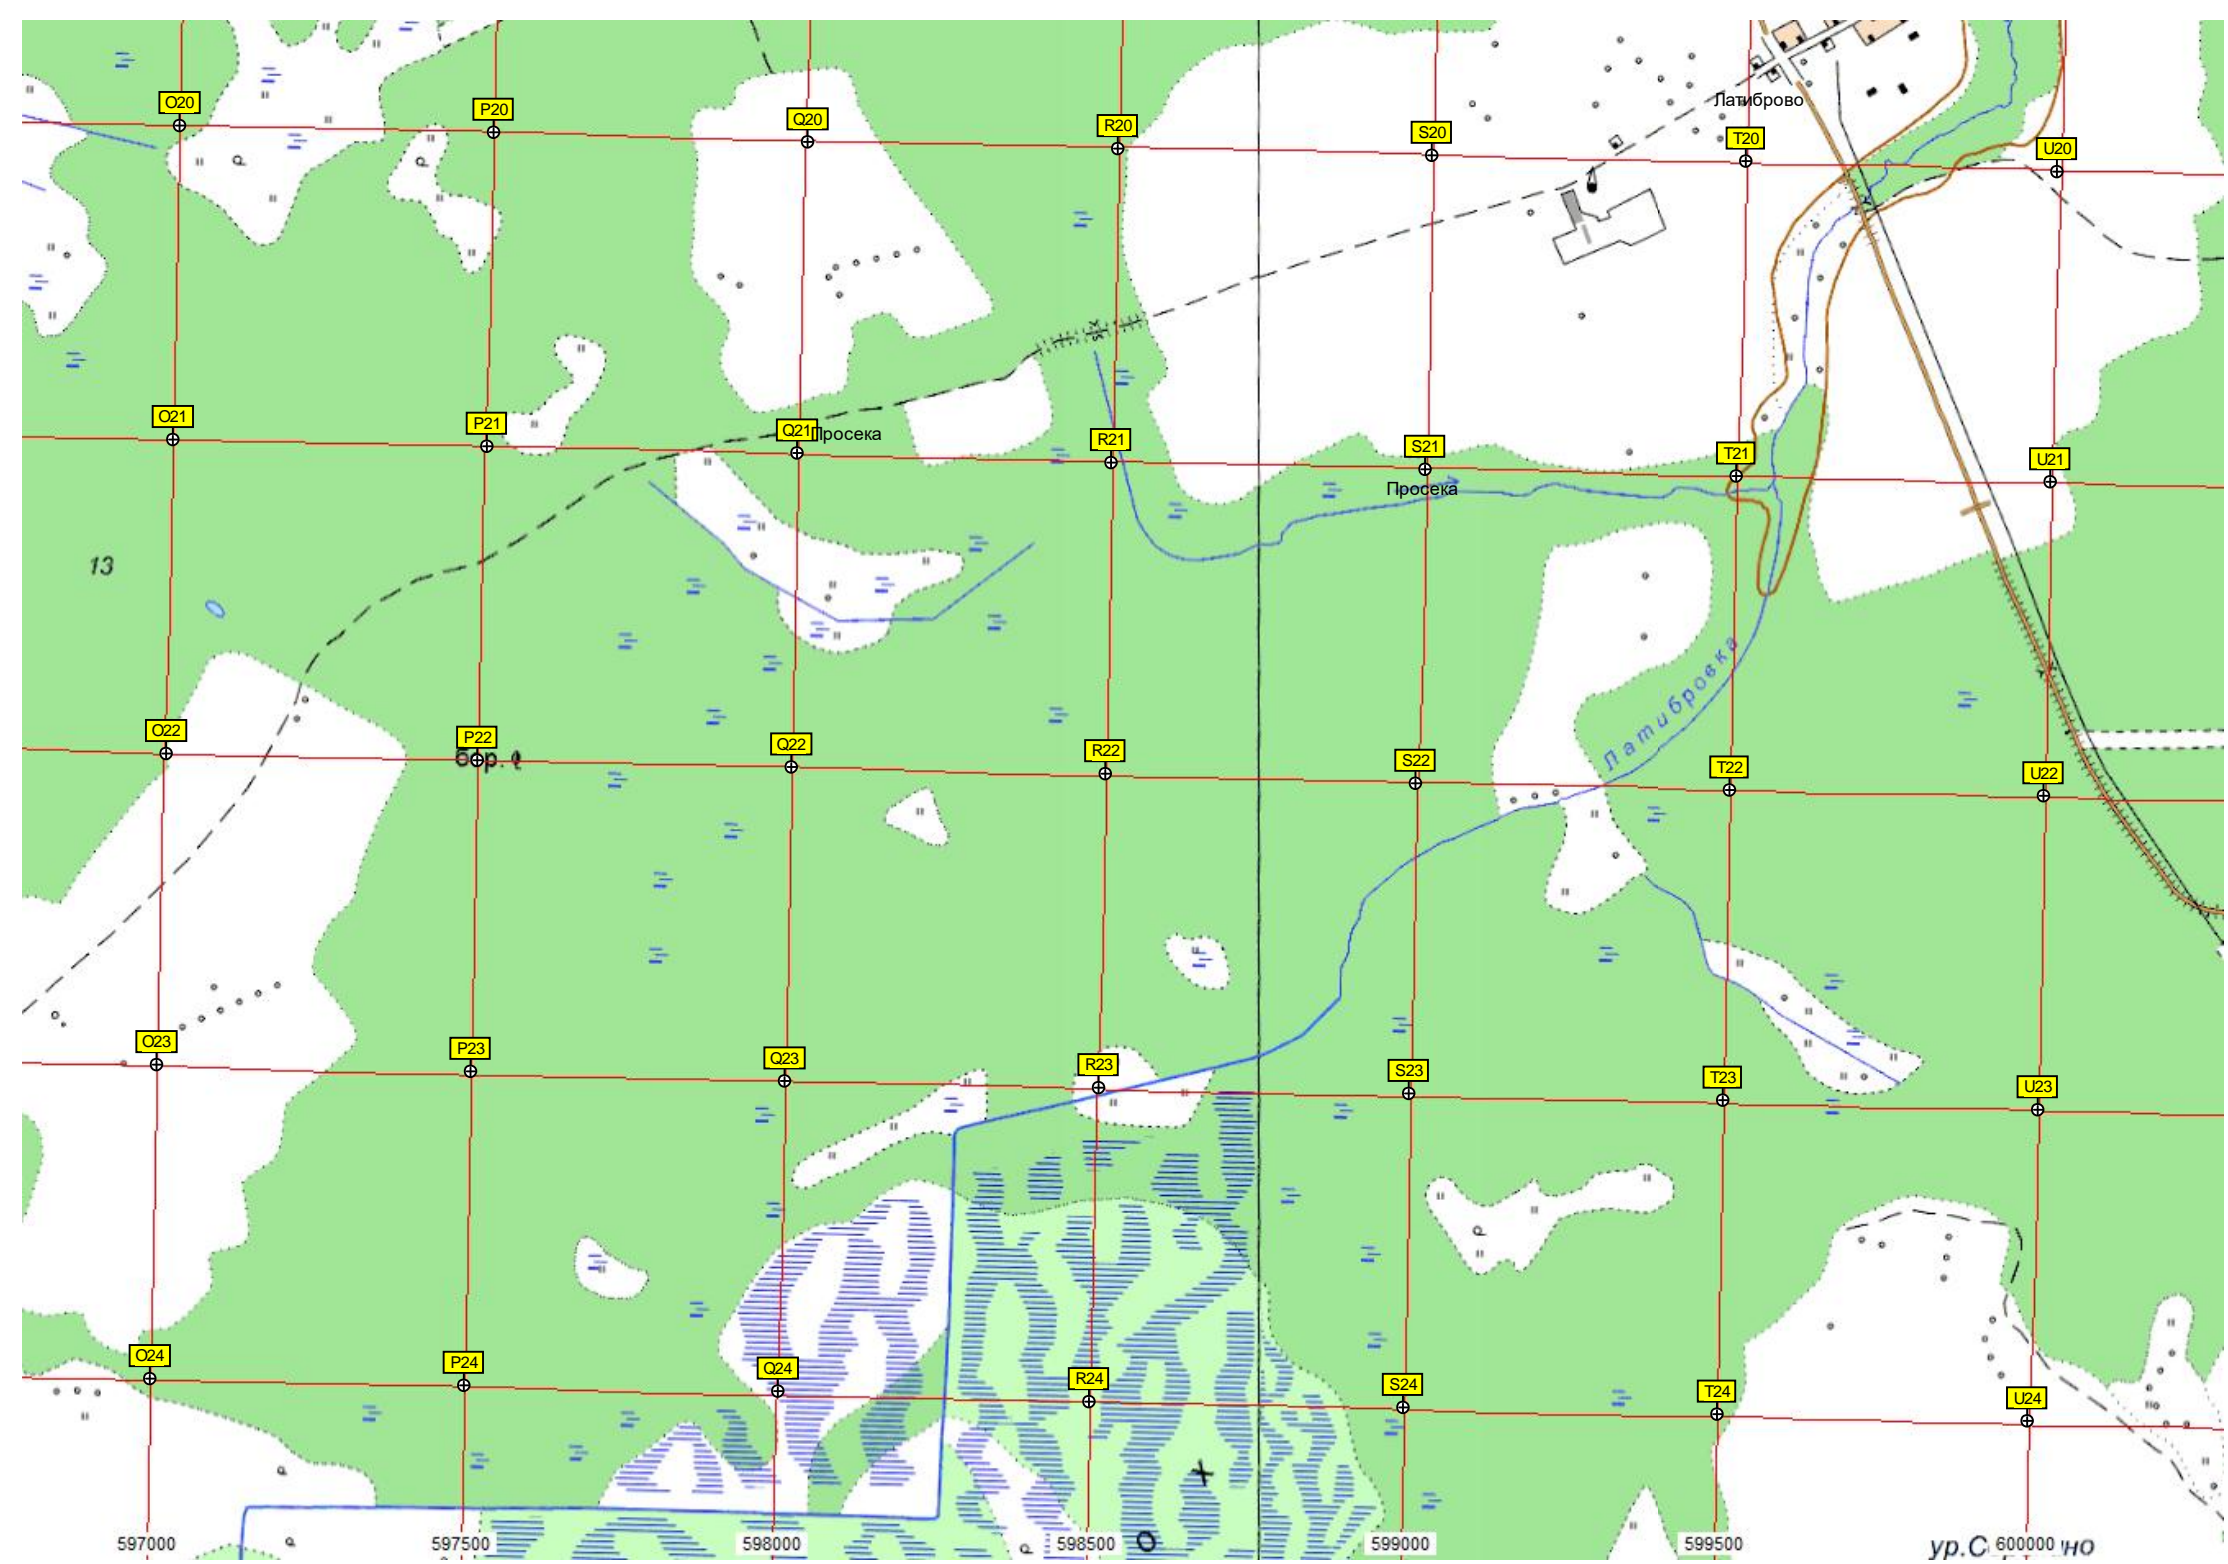 Латиброво
O20 P20 Q20 R20 S20 T20 U20
O21 P21 Q21 Просека R21 S21 T21 U21
Просека
13
Латибровка
O22 P22 Q22 R22 S22 T22 U22
O23 P23 Q23 R23 S23 T23 U23
O24 P24 Q24 R24 S24 T24 U24
597000 597500 598000 598500 599000 599500 600000
ур.